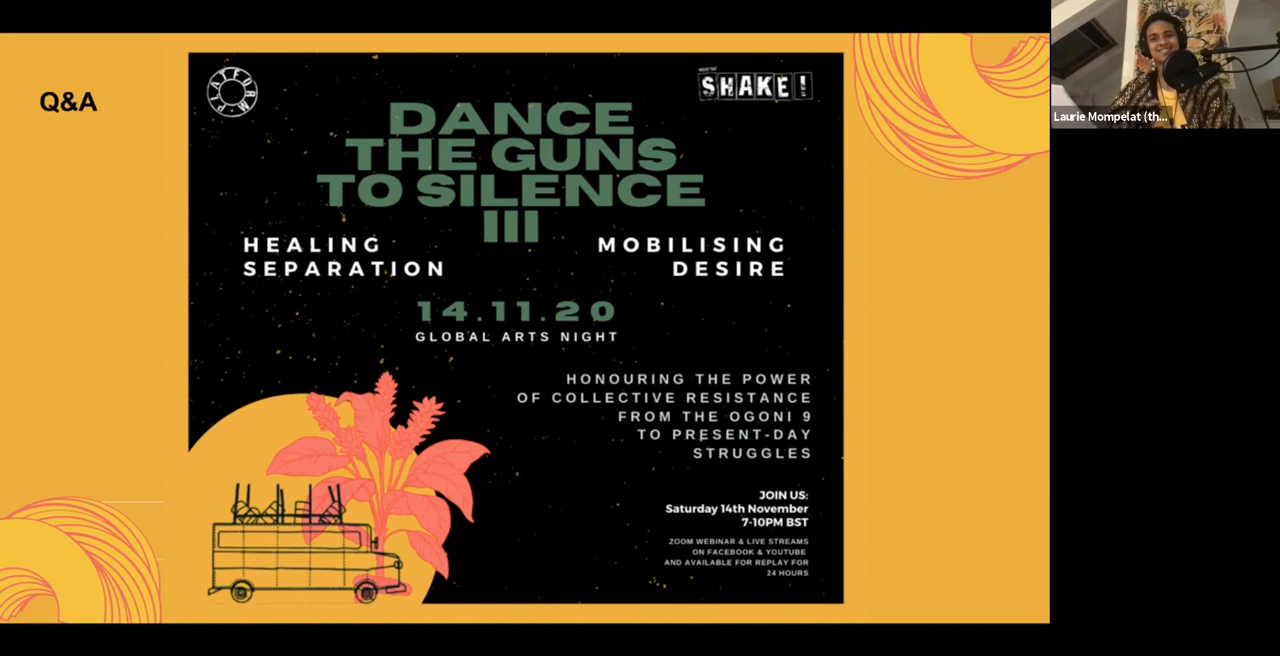 Q&A
PLATFORM
SHAKE!
DANCE
THE GUNS
TO SILENCE
III
HEALING
SEPARATION
MOBILISING
DESIRE
14.11.20
GLOBAL ARTS NIGHT
HONOURING THE POWER
OF COLLECTIVE RESISTANCE
FROM THE OGONI 9
TO PRESENT-DAY
STRUGGLES
JOIN US:
Saturday 14th November
7-10PM BST
ZOOM WEBINAR & LIVE STREAMS
ON FACEBOOK & YOUTUBE
AND AVAILABLE FOR REPLAY FOR
24 HOURS
Laurie Mompelat (th...